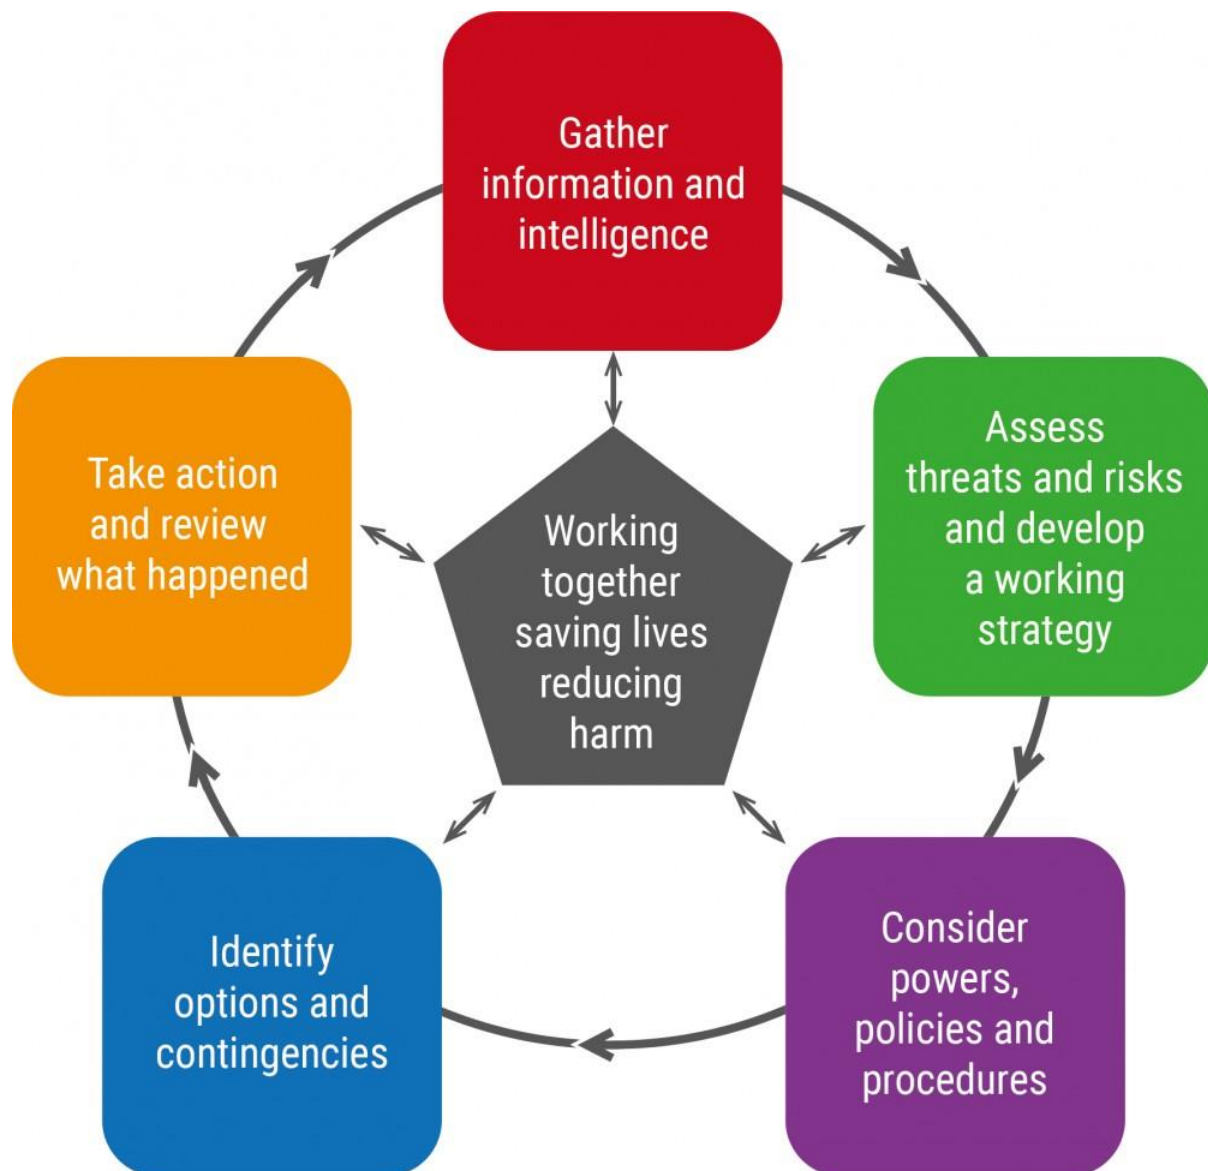 Gather
information and
intelligence
Assess
threats and risks
and develop
a working
strategy
Consider
powers,
policies and
procedures
Identify
options and
contingencies
Take action
and review
what happened
Working
together
saving lives
reducing
harm